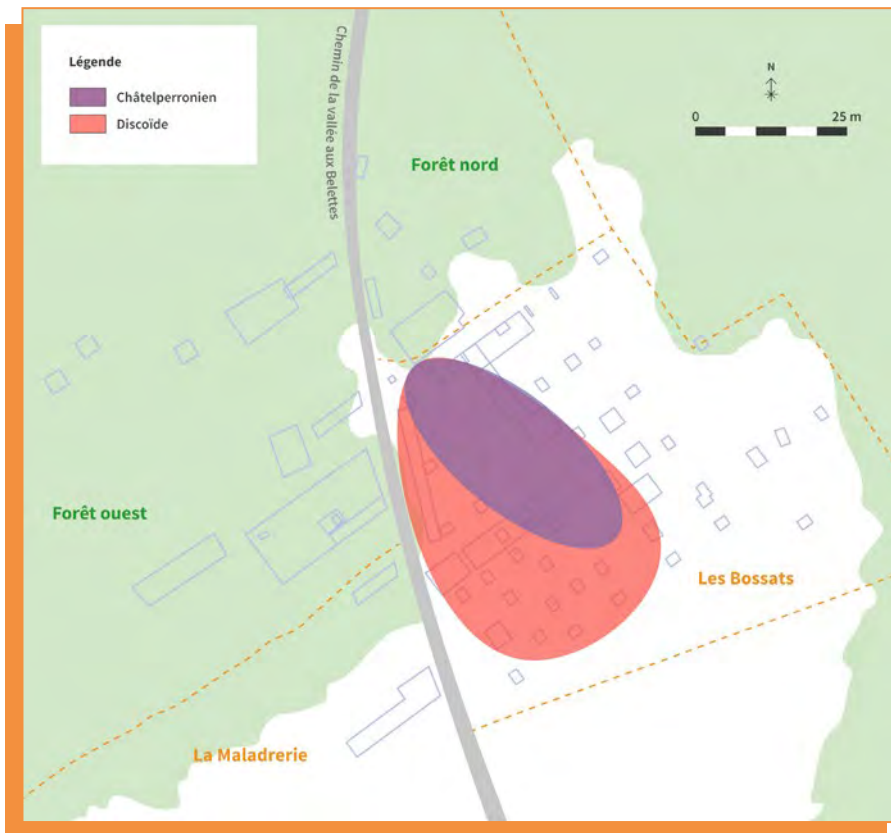 Légende
Châtelperronien
Discoïde
Chemin de la vallée aux Belettes
N
0 25 m
Forêt nord
Forêt ouest
Les Bossats
La Maladrerie